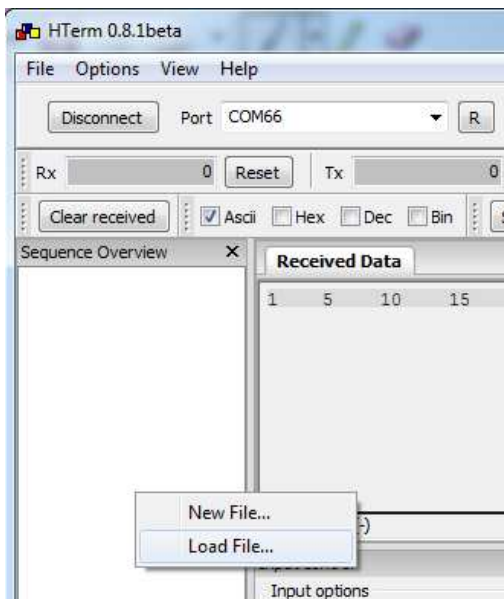 HTerm 0.8.1beta
File Options View Help
Disconnect Port COM66 R
Rx 0 Reset Tx 0
Clear received Ascii Hex Dec Bin S
Sequence Overview X Received Data
1 5 10 15
New File...
-)
Load File...
Input options